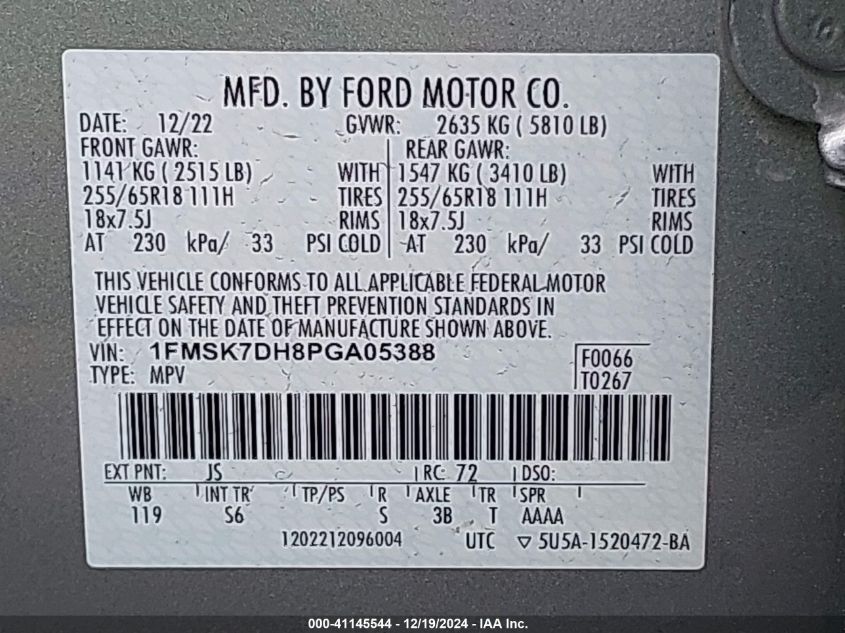 MFD. BY FORD MOTOR CO.
DATE: 12/22 GVWR: 2635 KG ( 5810 LB)
FRONT GAWR: REAR GAWR:
1141 KG ( 2515 LB) WITH 1547 KG ( 3410 LB) WITH
255/65R18 111H TIRES 255/65R18 111H TIRES
18x7.5J RIMS 18x7.5J RIMS
AT 230 kPa/ 33 PSI COLD AT 230 kPa/ 33 PSI COLD
THIS VEHICLE CONFORMS TO ALL APPLICABLE FEDERAL MOTOR
VEHICLE SAFETY AND THEFT PREVENTION STANDARDS IN
EFFECT ON THE DATE OF MANUFACTURE SHOWN ABOVE.
VIN: 1FMSK7DH8PGA05388
F0066
TYPE: MPV
T0267
EXT PNT: JS RC: 72 DSO:
WB INT TR TP/PS R AXLE TR SPR
119 S6 S 3B T AAAA
1202212096004 UTC ▽ 5U5A-1520472-BA
000-41145544 - 12/19/2024 - IAA Inc.